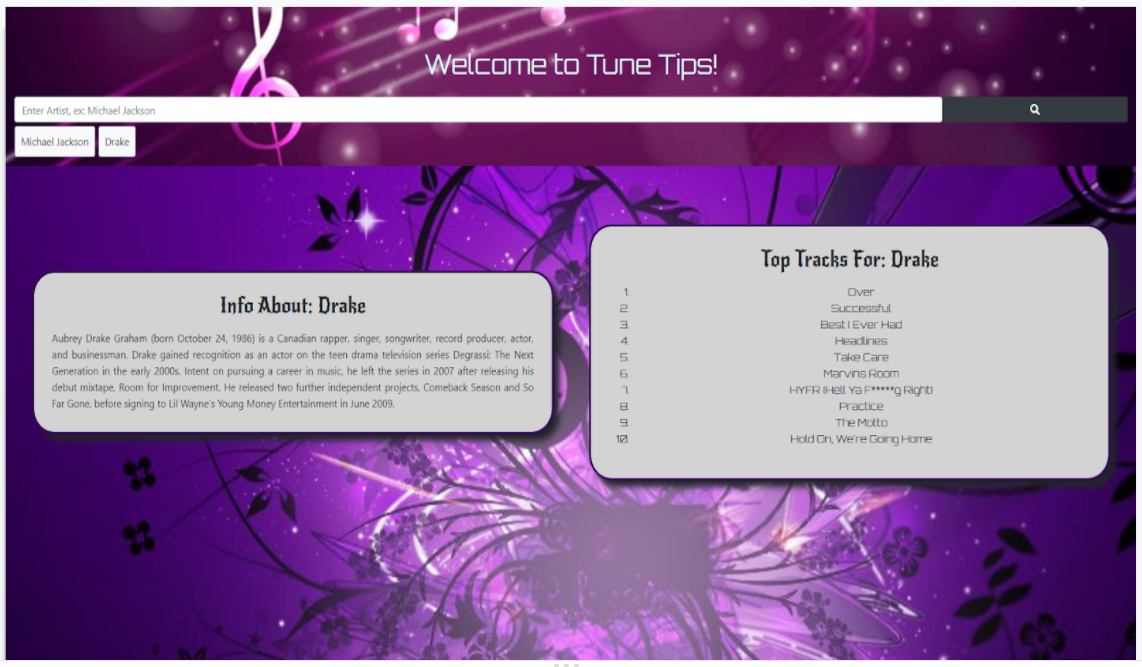 Welcome to Tune Tips!
Enter Artist, ex: Michael Jackson
Michael Jackson
Drake
Info About: Drake
Aubrey Drake Graham (born October 24, 1986) is a Canadian rapper, singer, songwriter, record producer, actor,
and businessman. Drake gained recognition as an actor on the teen drama television series Degrassi: The Next
Generation in the early 2000s. Intent on pursuing a career in music, he left the series in 2007 after releasing his
debut mixtape, Room for Improvement. He released two further independent projects, Comeback Season and So
Far Gone, before signing to Lil Wayne's Young Money Entertainment in June 2009.
Top Tracks For: Drake
1. Over
2. Successful
3. Best I Ever Had
4. Headlines
5. Take Care
6. Marvins Room
7. HYFR (Hell Ya F*****g Right)
8. Practice
9. The Motto
10. Hold On, We're Going Home